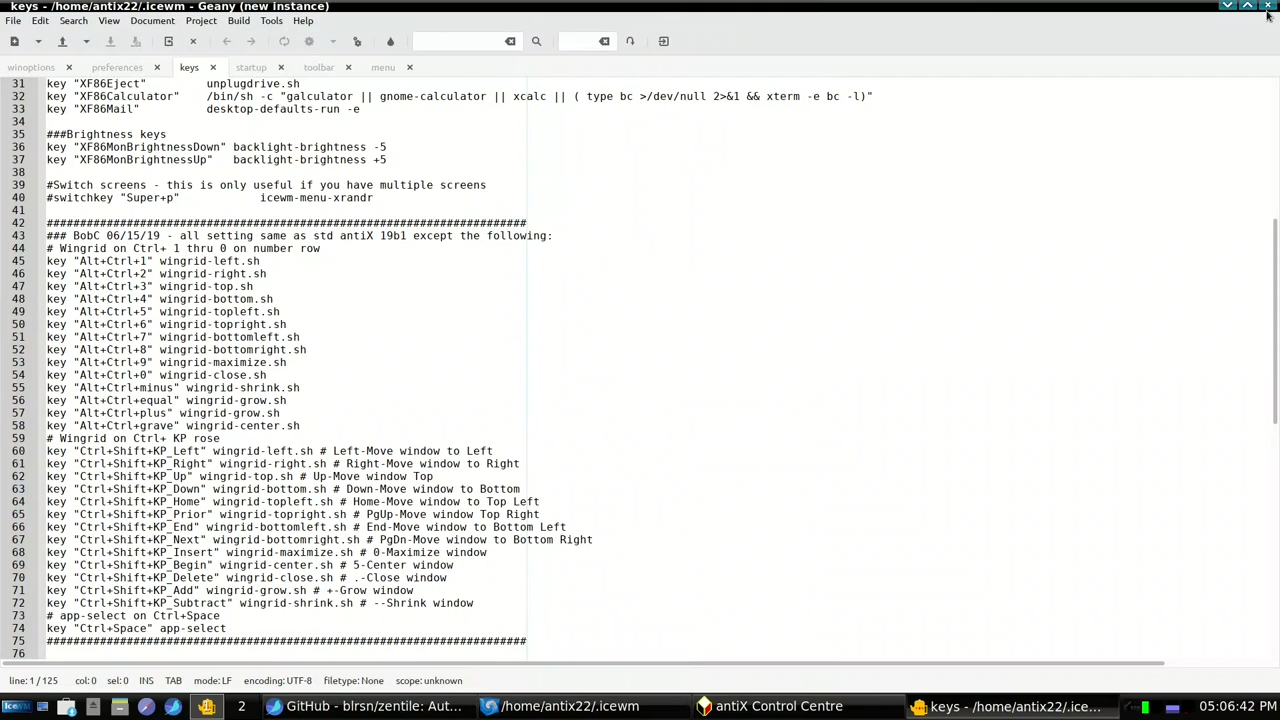 keys - /home/antix22/.icewm - Geany (new instance)
File Edit Search View Document Project Build Tools Help
winoptions preferences keys startup toolbar menu
31 key "XF86Eject" unplugdrive.sh
32 key "XF86Calculator" /bin/sh -c "galculator || gnome-calculator || xcalc || ( type bc >/dev/null 2>&1 && xterm -e bc -l)"
33 key "XF86Mail" desktop-defaults-run -e
34
35 ###Brightness keys
36 key "XF86MonBrightnessDown" backlight-brightness -5
37 key "XF86MonBrightnessUp" backlight-brightness +5
38
39 #Switch screens - this is only useful if you have multiple screens
40 #switchkey "Super+p" icewm-menu-xrandr
41
42 ########################################################################
43 ### BobC 06/15/19 - all setting same as std antiX 19b1 except the following:
44 # Wingrid on Ctrl+ 1 thru 0 on number row
45 key "Alt+Ctrl+1" wingrid-left.sh
46 key "Alt+Ctrl+2" wingrid-right.sh
47 key "Alt+Ctrl+3" wingrid-top.sh
48 key "Alt+Ctrl+4" wingrid-bottom.sh
49 key "Alt+Ctrl+5" wingrid-topleft.sh
50 key "Alt+Ctrl+6" wingrid-topright.sh
51 key "Alt+Ctrl+7" wingrid-bottomleft.sh
52 key "Alt+Ctrl+8" wingrid-bottomright.sh
53 key "Alt+Ctrl+9" wingrid-maximize.sh
54 key "Alt+Ctrl+0" wingrid-close.sh
55 key "Alt+Ctrl+minus" wingrid-shrink.sh
56 key "Alt+Ctrl+equal" wingrid-grow.sh
57 key "Alt+Ctrl+plus" wingrid-grow.sh
58 key "Alt+Ctrl+grave" wingrid-center.sh
59 # Wingrid on Ctrl+ KP rose
60 key "Ctrl+Shift+KP_Left" wingrid-left.sh # Left-Move window to Left
61 key "Ctrl+Shift+KP_Right" wingrid-right.sh # Right-Move window to Right
62 key "Ctrl+Shift+KP_Up" wingrid-top.sh # Up-Move window Top
63 key "Ctrl+Shift+KP_Down" wingrid-bottom.sh # Down-Move window to Bottom
64 key "Ctrl+Shift+KP_Home" wingrid-topleft.sh # Home-Move window to Top Left
65 key "Ctrl+Shift+KP_Prior" wingrid-topright.sh # PgUp-Move window Top Right
66 key "Ctrl+Shift+KP_End" wingrid-bottomleft.sh # End-Move window to Bottom Left
67 key "Ctrl+Shift+KP_Next" wingrid-bottomright.sh # PgDn-Move window to Bottom Right
68 key "Ctrl+Shift+KP_Insert" wingrid-maximize.sh # 0-Maximize window
69 key "Ctrl+Shift+KP_Begin" wingrid-center.sh # 5-Center window
70 key "Ctrl+Shift+KP_Delete" wingrid-close.sh # .-Close window
71 key "Ctrl+Shift+KP_Add" wingrid-grow.sh # +-Grow window
72 key "Ctrl+Shift+KP_Subtract" wingrid-shrink.sh # --Shrink window
73 # app-select on Ctrl+Space
74 key "Ctrl+Space" app-select
75 ########################################################################
76
line: 1 / 125 col: 0 sel: 0 INS TAB mode: LF encoding: UTF-8 filetype: None scope: unknown
IceW 2 GitHub - blrsn/zentile: Aut... /home/antix22/.icewm antiX Control Centre keys - /home/antix22/.ice... 05:06:42 PM